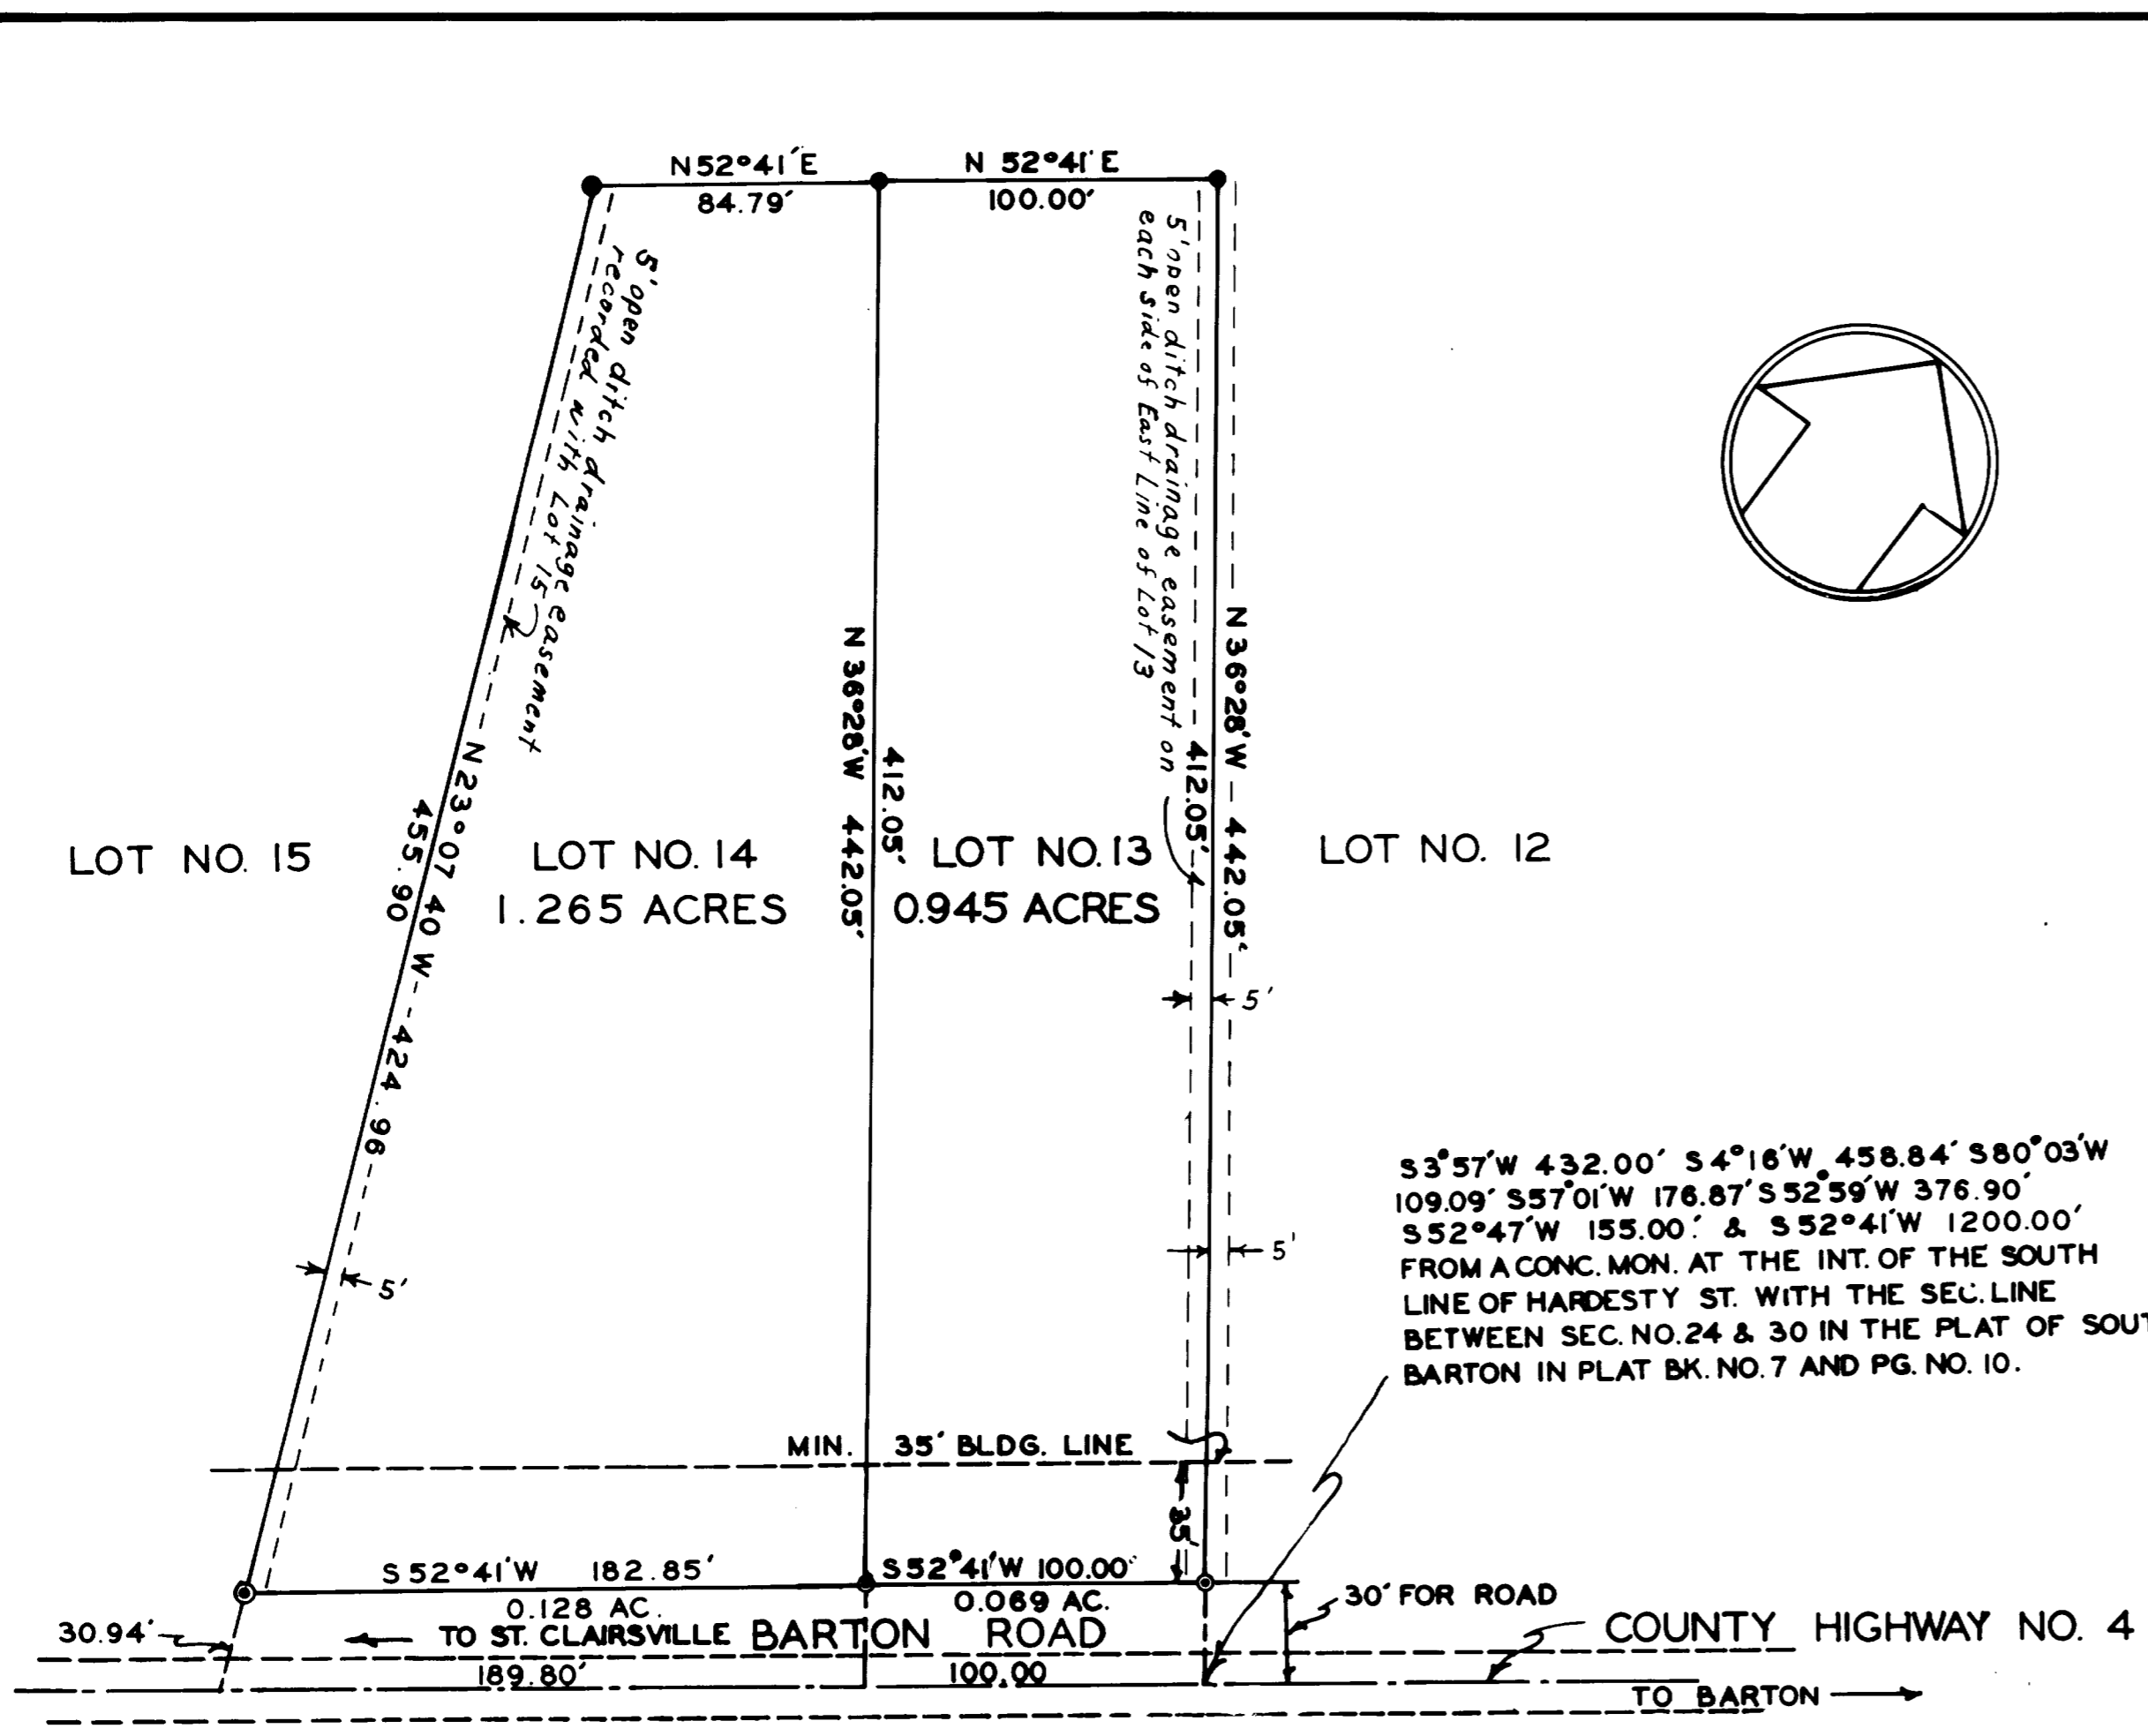 N52°41'E
84.79'
N 52°41'E
100.00'
5' open ditch drainage easement
recorded with Lot 15
5' open ditch drainage easement on
each side of East Line of Lot 13
N23°07'40 W
455.90
424.96
N 36°28'W 442.05'
412.05'
412.05'
N 36°28'W 442.05'
LOT NO. 15
LOT NO. 14
1.265 ACRES
LOT NO. 13
0.945 ACRES
LOT NO. 12
5'
5'
5'
S3°57'W 432.00' S4°16'W 458.84' S80°03'W
109.09' S57°01'W 176.87' S52°59'W 376.90'
S52°47'W 155.00' & S52°41'W 1200.00'
FROM A CONC. MON. AT THE INT. OF THE SOUTH
LINE OF HARDESTY ST. WITH THE SEC. LINE
BETWEEN SEC. NO. 24 & 30 IN THE PLAT OF SOUT
BARTON IN PLAT BK. NO. 7 AND PG. NO. 10.
MIN. 35' BLDG. LINE
35'
S52°41'W 182.85'
0.128 AC.
S52°41'W 100.00'
0.069 AC.
30' FOR ROAD
30.94'
TO ST. CLAIRSVILLE BARTON ROAD
COUNTY HIGHWAY NO. 4
189.80'
100.00
TO BARTON